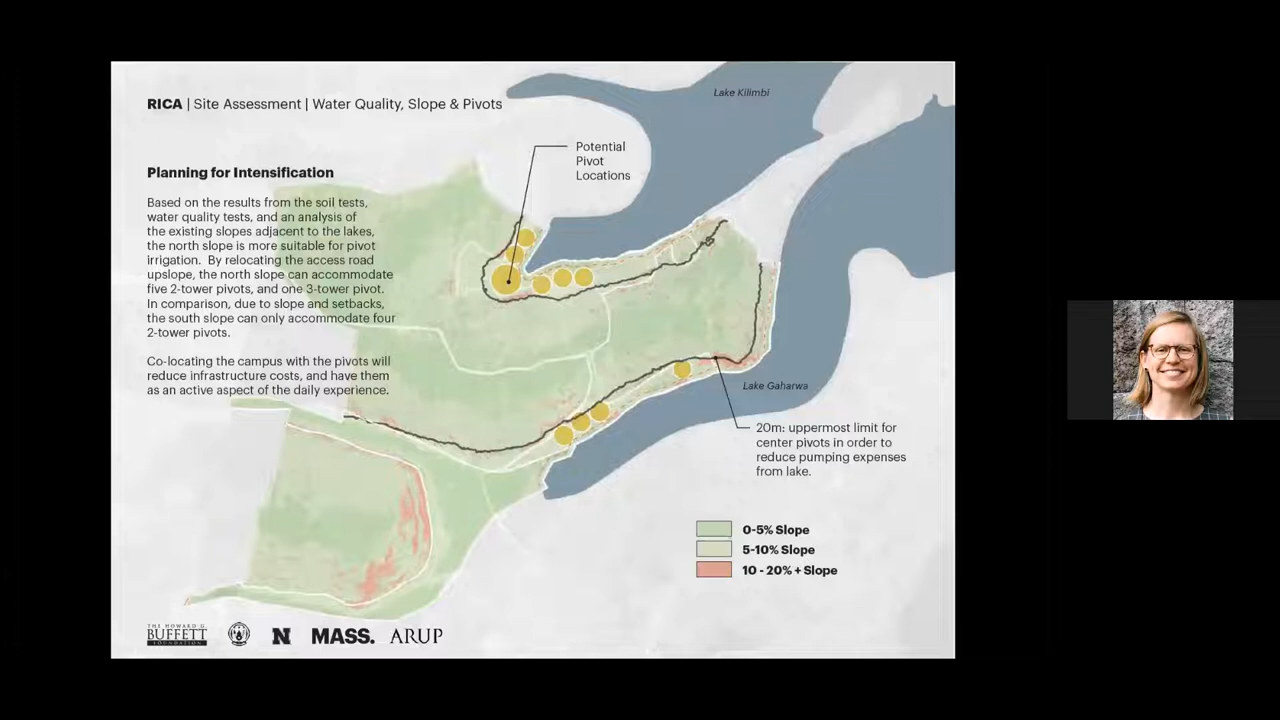 RICA | Site Assessment | Water Quality, Slope & Pivots
Lake Kilimbi
Potential
Pivot
Locations
Planning for Intensification
Based on the results from the soil tests,
water quality tests, and an analysis of
the existing slopes adjacent to the lakes,
the north slope is more suitable for pivot
irrigation. By relocating the access road
upslope, the north slope can accommodate
five 2-tower pivots, and one 3-tower pivot.
In comparison, due to slope and setbacks,
the south slope can only accommodate four
2-tower pivots.
Co-locating the campus with the pivots will
reduce infrastructure costs, and have them
as an active aspect of the daily experience.
Lake Gaharwa
20m: uppermost limit for
center pivots in order to
reduce pumping expenses
from lake.
0-5% Slope
5-10% Slope
10 - 20% + Slope
THE HOWARD G.
BUFFETT
FOUNDATION
N
MASS.
ARUP